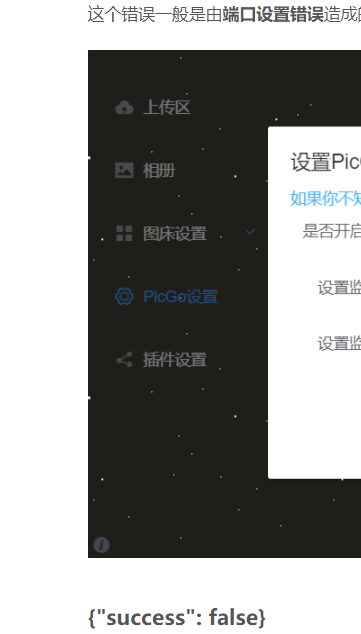 这个错误一般是由端口设置错误造成
上传区
相册
图床设置
PicGo设置
插件设置
设置Pic
如果你不
是否开启
设置监
设置监
{"success": false}